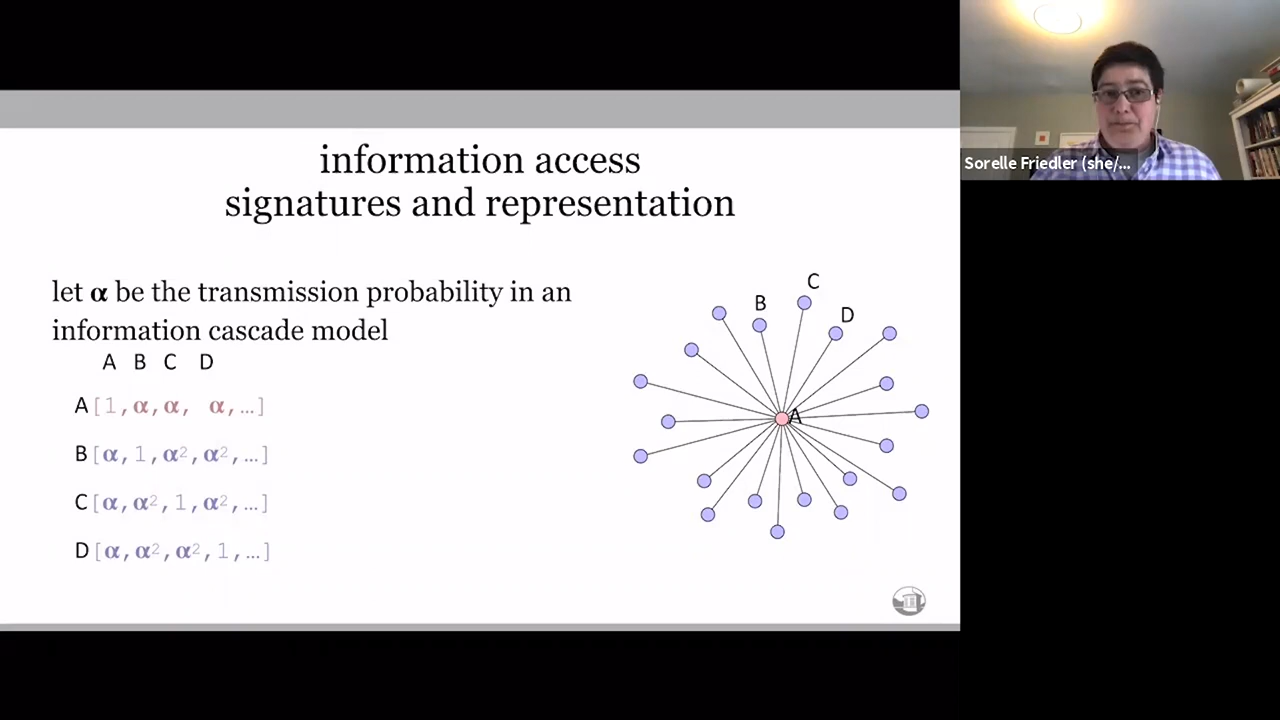 information access
signatures and representation
let α be the transmission probability in an
information cascade model
A B C D
A [1,α,α, α,…]
B [α,1,α²,α²,…]
C [α,α²,1,α²,…]
D [α,α²,α²,1,…]
C
B
D
A
Sorelle Friedler (she/...